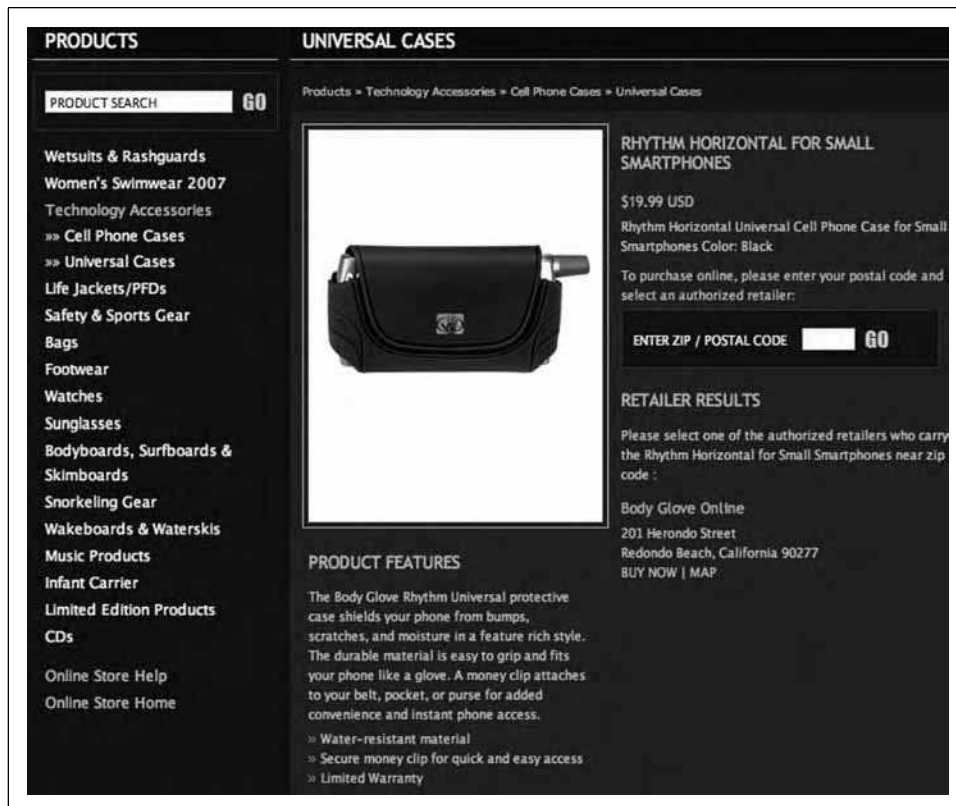 PRODUCTS
PRODUCT SEARCH GO
Wetsuits & Rashguards
Women's Swimwear 2007
Technology Accessories
»» Cell Phone Cases
»» Universal Cases
Life Jackets/PFDs
Safety & Sports Gear
Bags
Footwear
Watches
Sunglasses
Bodyboards, Surfboards &
Skimboards
Snorkeling Gear
Wakeboards & Waterskis
Music Products
Infant Carrier
Limited Edition Products
CDs
Online Store Help
Online Store Home
UNIVERSAL CASES
Products » Technology Accessories » Cell Phone Cases » Universal Cases
RHYTHM HORIZONTAL FOR SMALL
SMARTPHONES
$19.99 USD
Rhythm Horizontal Universal Cell Phone Case for Small
Smartphones Color: Black
To purchase online, please enter your postal code and
select an authorized retailer:
ENTER ZIP / POSTAL CODE GO
RETAILER RESULTS
Please select one of the authorized retailers who carry
the Rhythm Horizontal for Small Smartphones near zip
code :
Body Glove Online
201 Herondo Street
Redondo Beach, California 90277
BUY NOW | MAP
PRODUCT FEATURES
The Body Glove Rhythm Universal protective
case shields your phone from bumps,
scratches, and moisture in a feature rich style.
The durable material is easy to grip and fits
your phone like a glove. A money clip attaches
to your belt, pocket, or purse for added
convenience and instant phone access.
» Water-resistant material
» Secure money clip for quick and easy access
» Limited Warranty